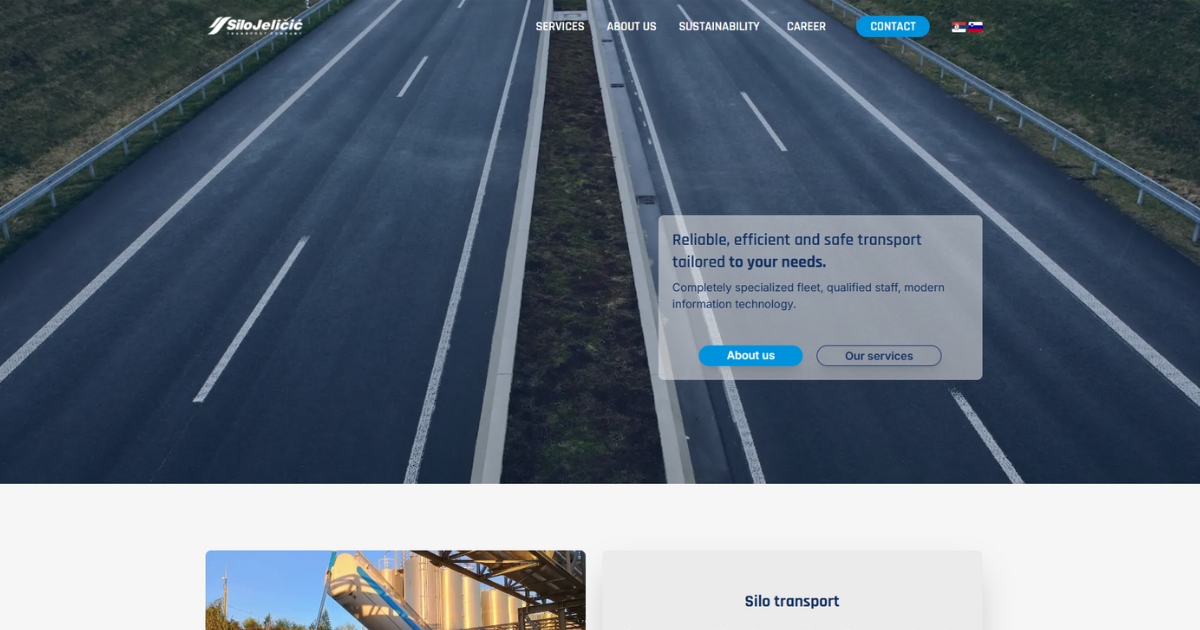 SiloJeličić
TRANSPORT COMPANY
SERVICES
ABOUT US
SUSTAINABILITY
CAREER
CONTACT
Reliable, efficient and safe transport
tailored to your needs.
Completely specialized fleet, qualified staff, modern
information technology.
About us
Our services
Silo transport